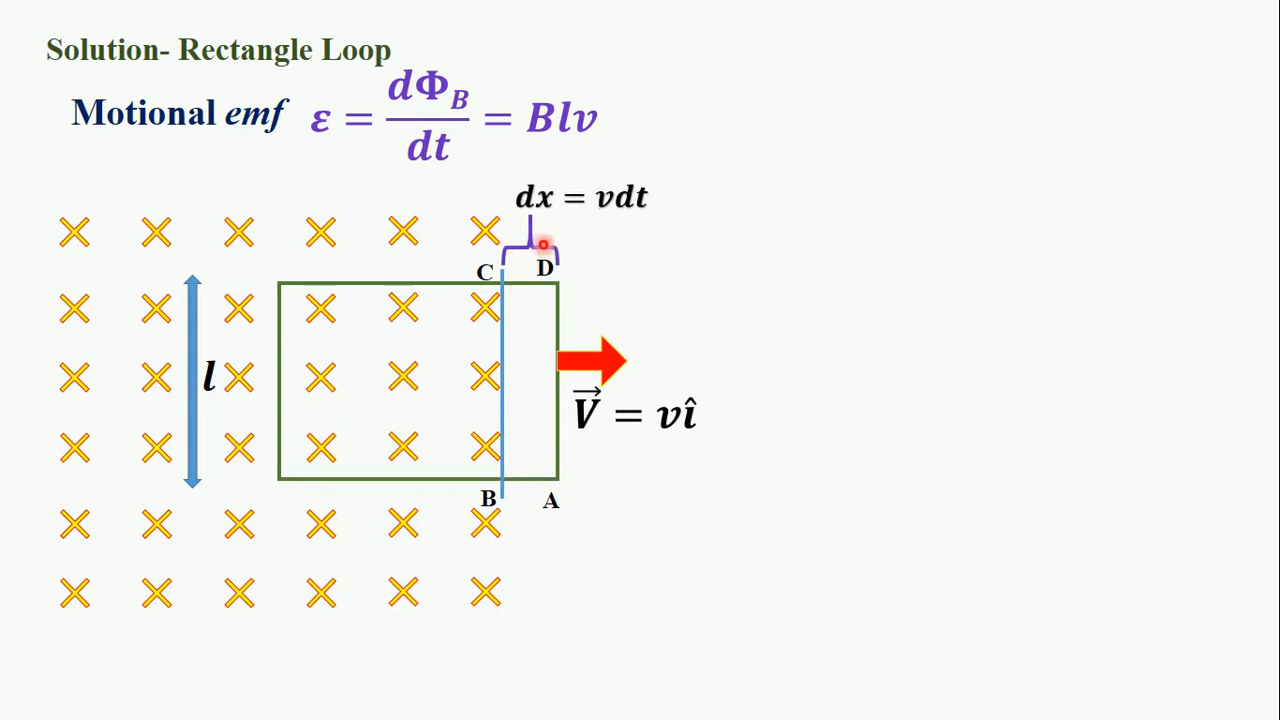 Solution- Rectangle Loop
Motional emf ε = dΦ_B/dt = Blv
dx = vdt
C D
l
V⃗ = vî
B A